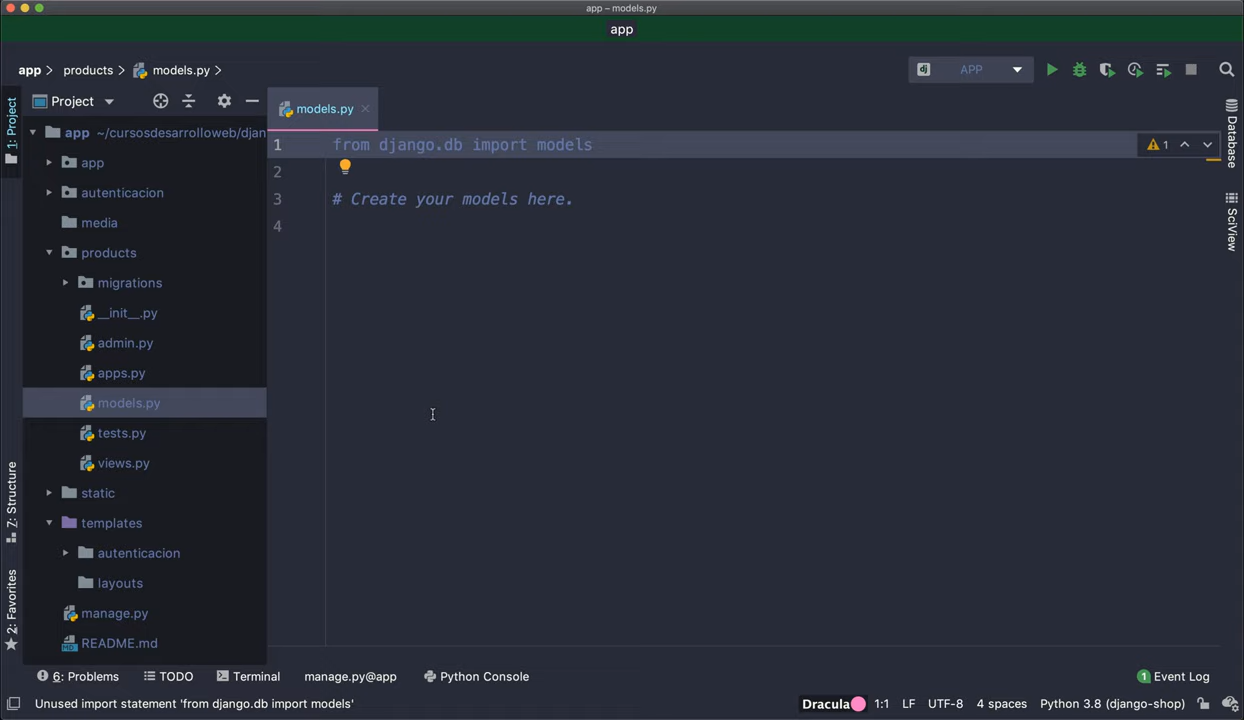 app – models.py
app
app
products
models.py
APP
1: Project
Project
models.py
Database
SciView
7: Structure
2: Favorites
app ~/cursosdesarrolloweb/djan
app
autenticacion
media
products
migrations
__init__.py
admin.py
apps.py
models.py
tests.py
views.py
static
templates
autenticacion
layouts
manage.py
README.md
1 from django.db import models
1
2
3 # Create your models here.
4
6: Problems
TODO
Terminal
manage.py@app
Python Console
1 Event Log
Unused import statement 'from django.db import models'
Dracula
1:1
LF
UTF-8
4 spaces
Python 3.8 (django-shop)